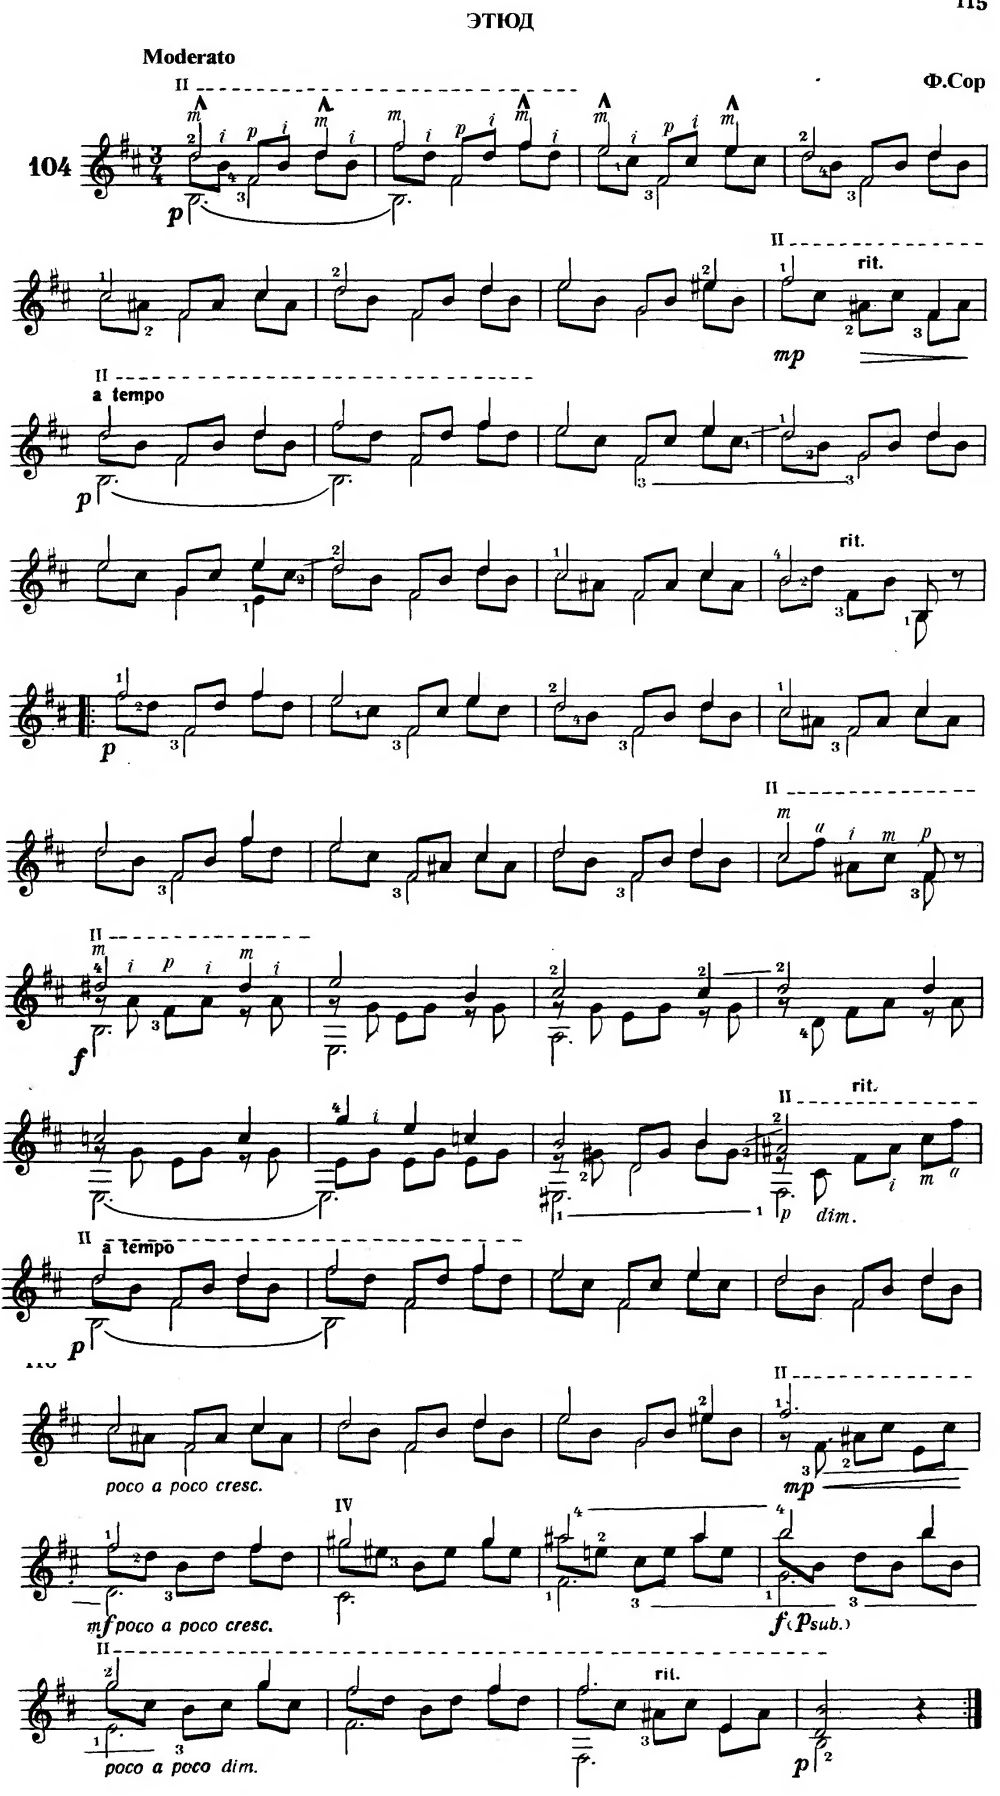 115
ЭТЮД
Moderato
Ф.Сор
II
m i p i m i m i p i m i m i p i m
104
p
II
rit.
mp
II
a tempo
p
rit.
p
II
m a i m p
II
m i p i m i
f
i
II
rit.
i m a
p dim.
II
a tempo
p
poco a poco cresc.
II
mp
IV
mf poco a poco cresc.
f (p sub.)
II
rit.
poco a poco dim.
p